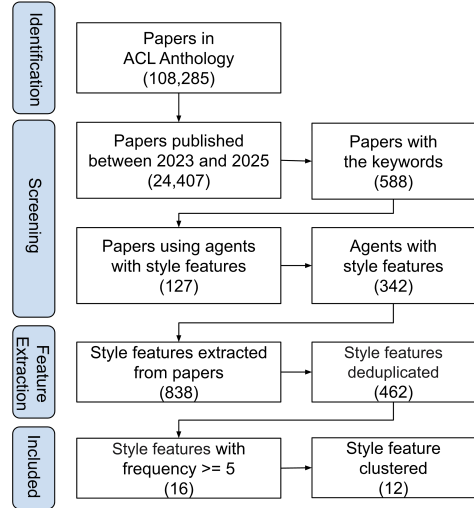 Identification
Papers in
ACL Anthology
(108,285)
Screening
Papers published
between 2023 and 2025
(24,407)
Papers with
the keywords
(588)
Papers using agents
with style features
(127)
Agents with
style features
(342)
Feature
Extraction
Style features extracted
from papers
(838)
Style features
deduplicated
(462)
Included
Style features with
frequency >= 5
(16)
Style feature
clustered
(12)